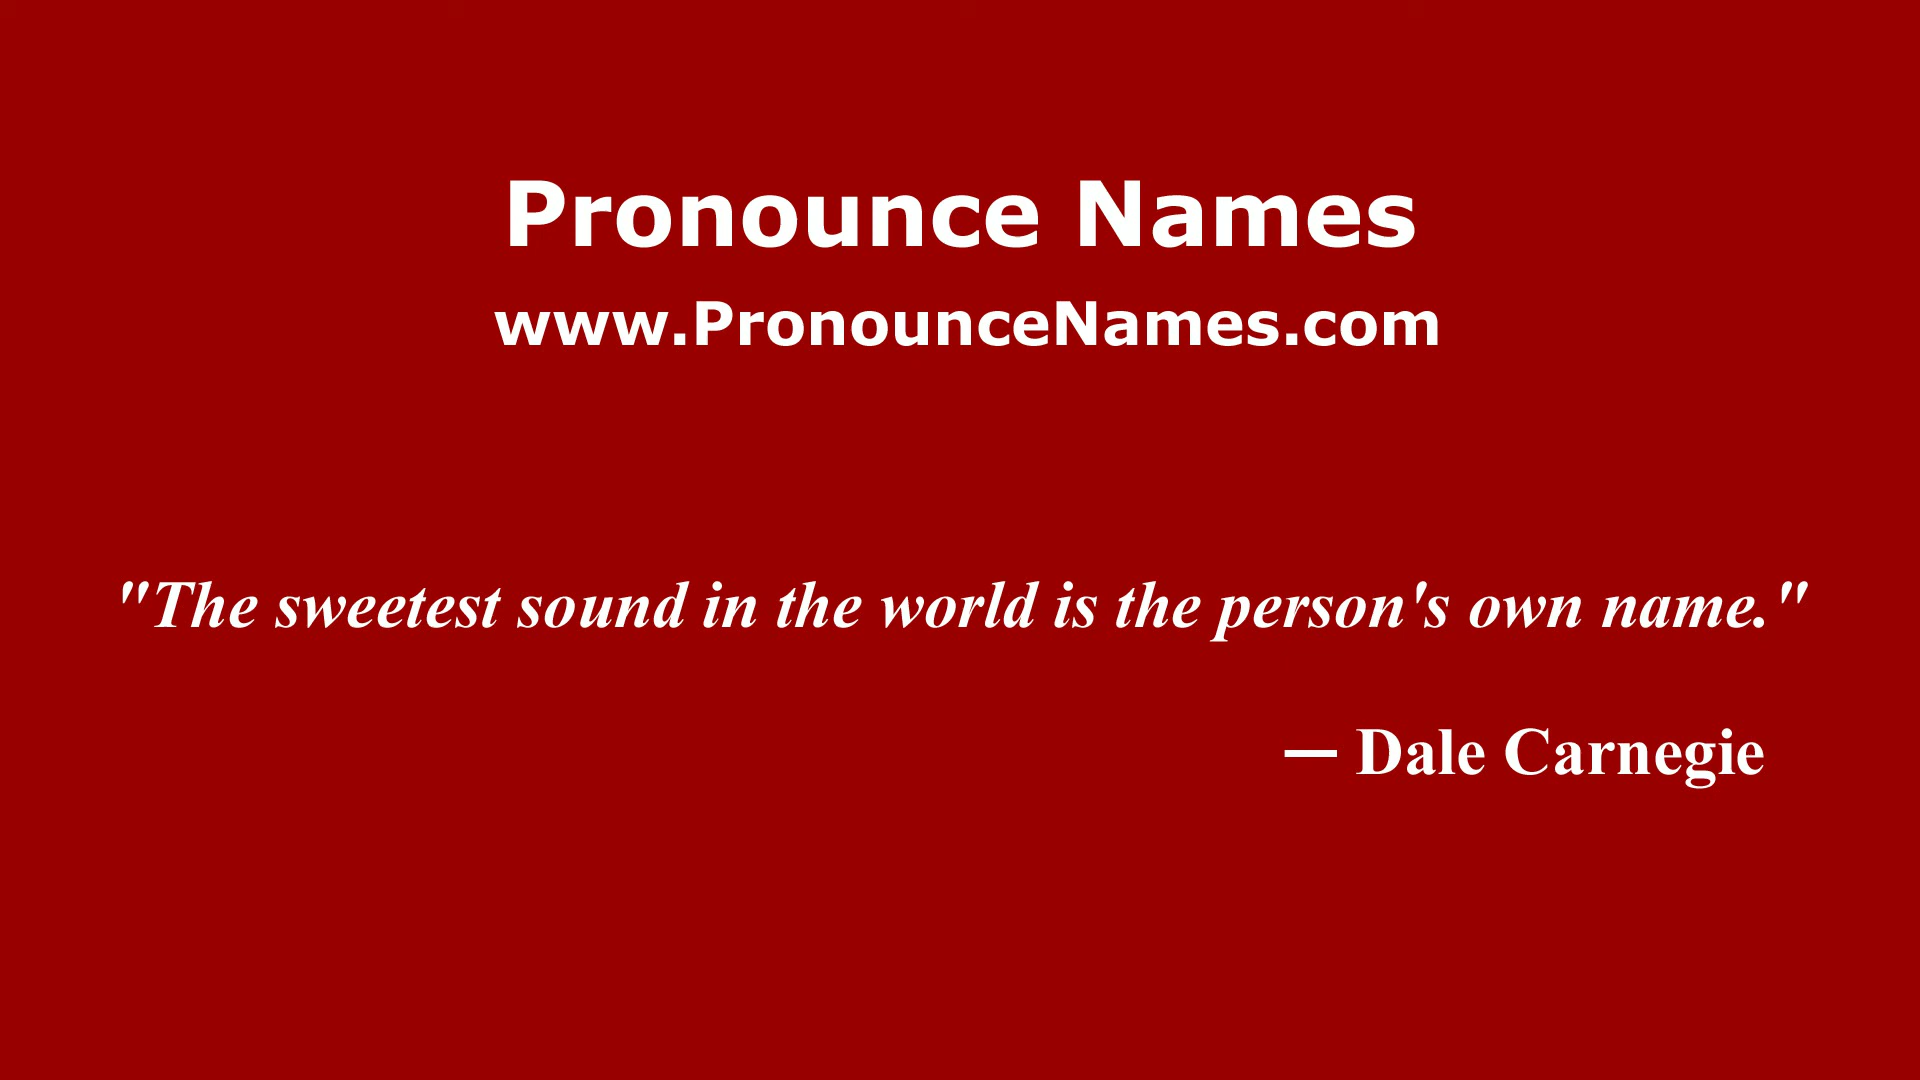 Pronounce Names
www.PronounceNames.com
"The sweetest sound in the world is the person's own name."
— Dale Carnegie